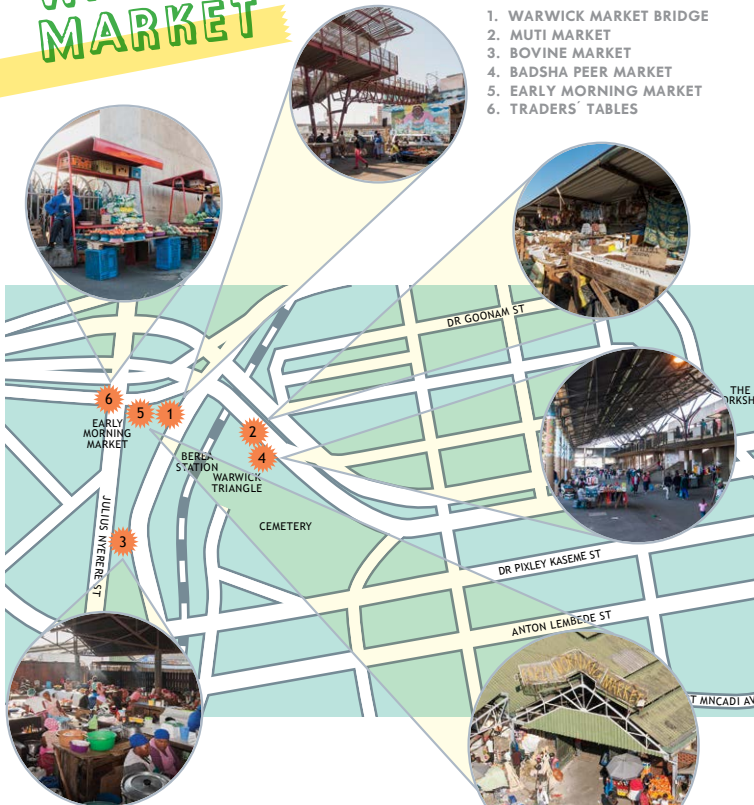 MARKET
1. WARWICK MARKET BRIDGE
2. MUTI MARKET
3. BOVINE MARKET
4. BADSHA PEER MARKET
5. EARLY MORNING MARKET
6. TRADERS´ TABLES
DR GOONAM ST
THE
6
5
1
2
4
3
EARLY
MORNING
MARKET
BEREA
STATION
WARWICK
TRIANGLE
CEMETERY
JULIUS NYERERE ST
DR PIXLEY KASEME ST
ANTON LEMBEDE ST
T MNCADI AV
MORNING MARKET